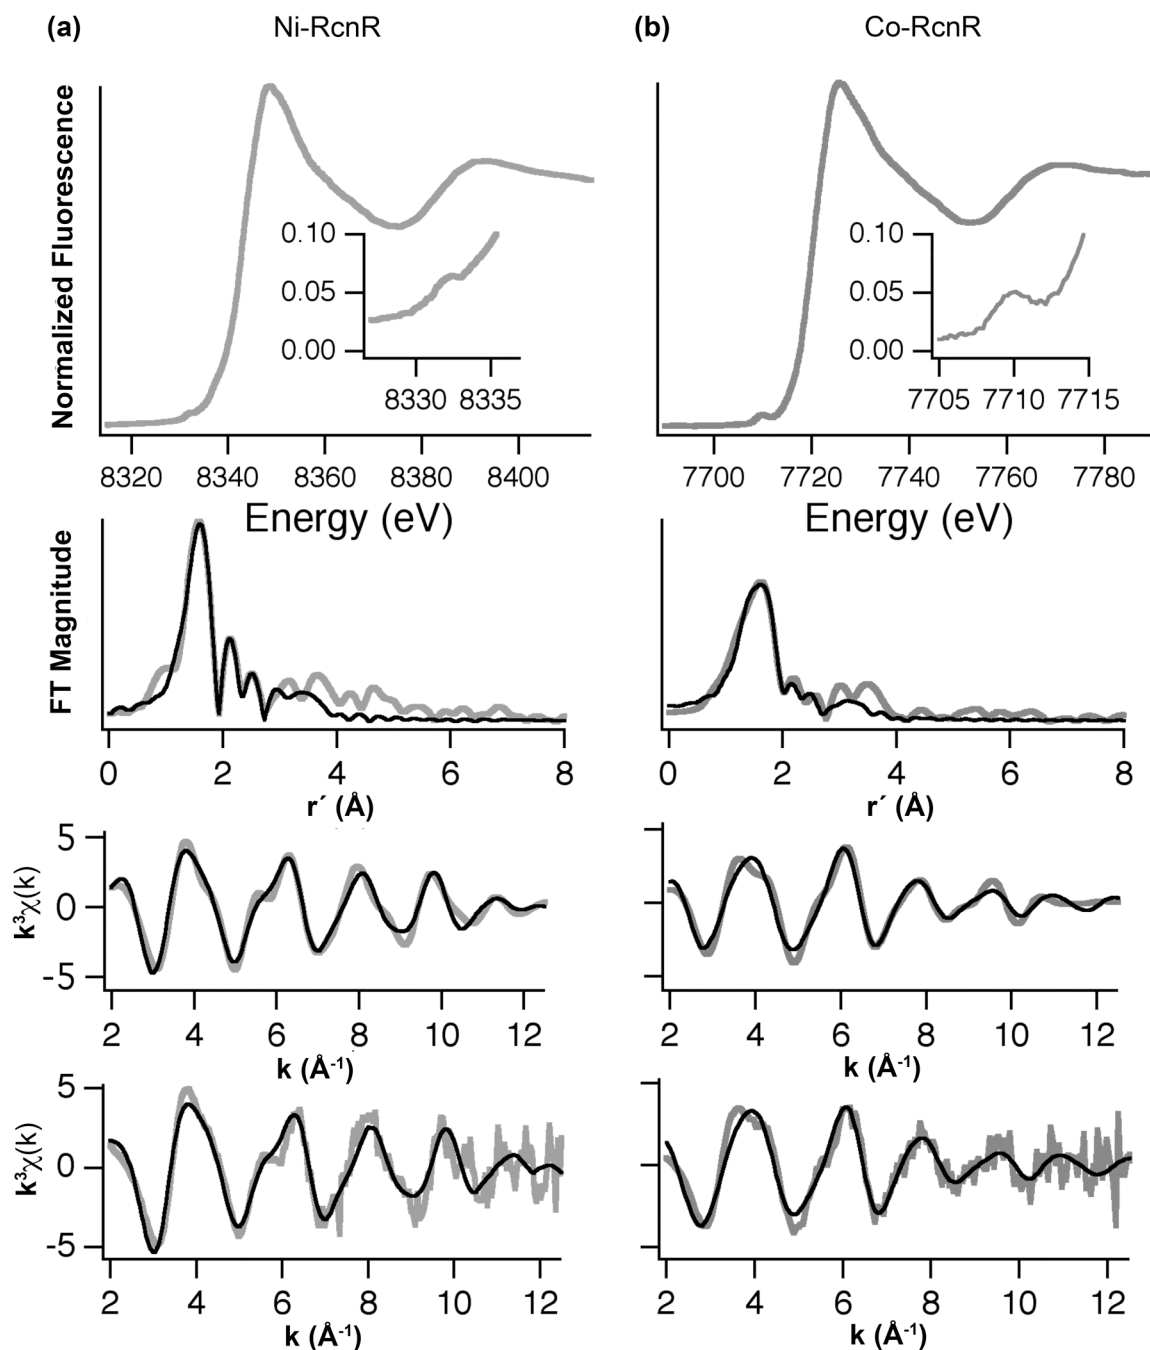 (a) Ni-RcnR (b) Co-RcnR
Normalized Fluorescence
0.10 0.10
0.05 0.05
0.00 0.00
8330 8335 7705 7710 7715
8320 8340 8360 8380 8400 7700 7720 7740 7760 7780
Energy (eV) Energy (eV)
FT Magnitude
0 2 4 6 8 0 2 4 6 8
r´ (Å) r´ (Å)
k³χ(k)
5
0
-5
2 4 6 8 10 12 2 4 6 8 10 12
k (Å⁻¹) k (Å⁻¹)
k³χ(k)
5
0
-5
2 4 6 8 10 12 2 4 6 8 10 12
k (Å⁻¹) k (Å⁻¹)